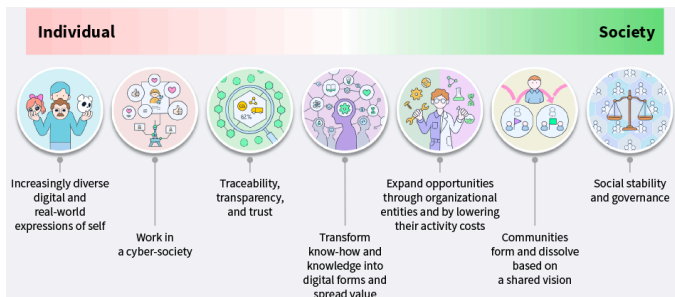 Individual
Society
62%
Increasingly diverse
digital and
real-world
expressions of self
Work in
a cyber-society
Traceability,
transparency,
and trust
Transform
know-how and
knowledge into
digital forms and
spread value
Expand opportunities
through organizational
entities and by lowering
their activity costs
Communities
form and dissolve
based on
a shared vision
Social stability
and governance